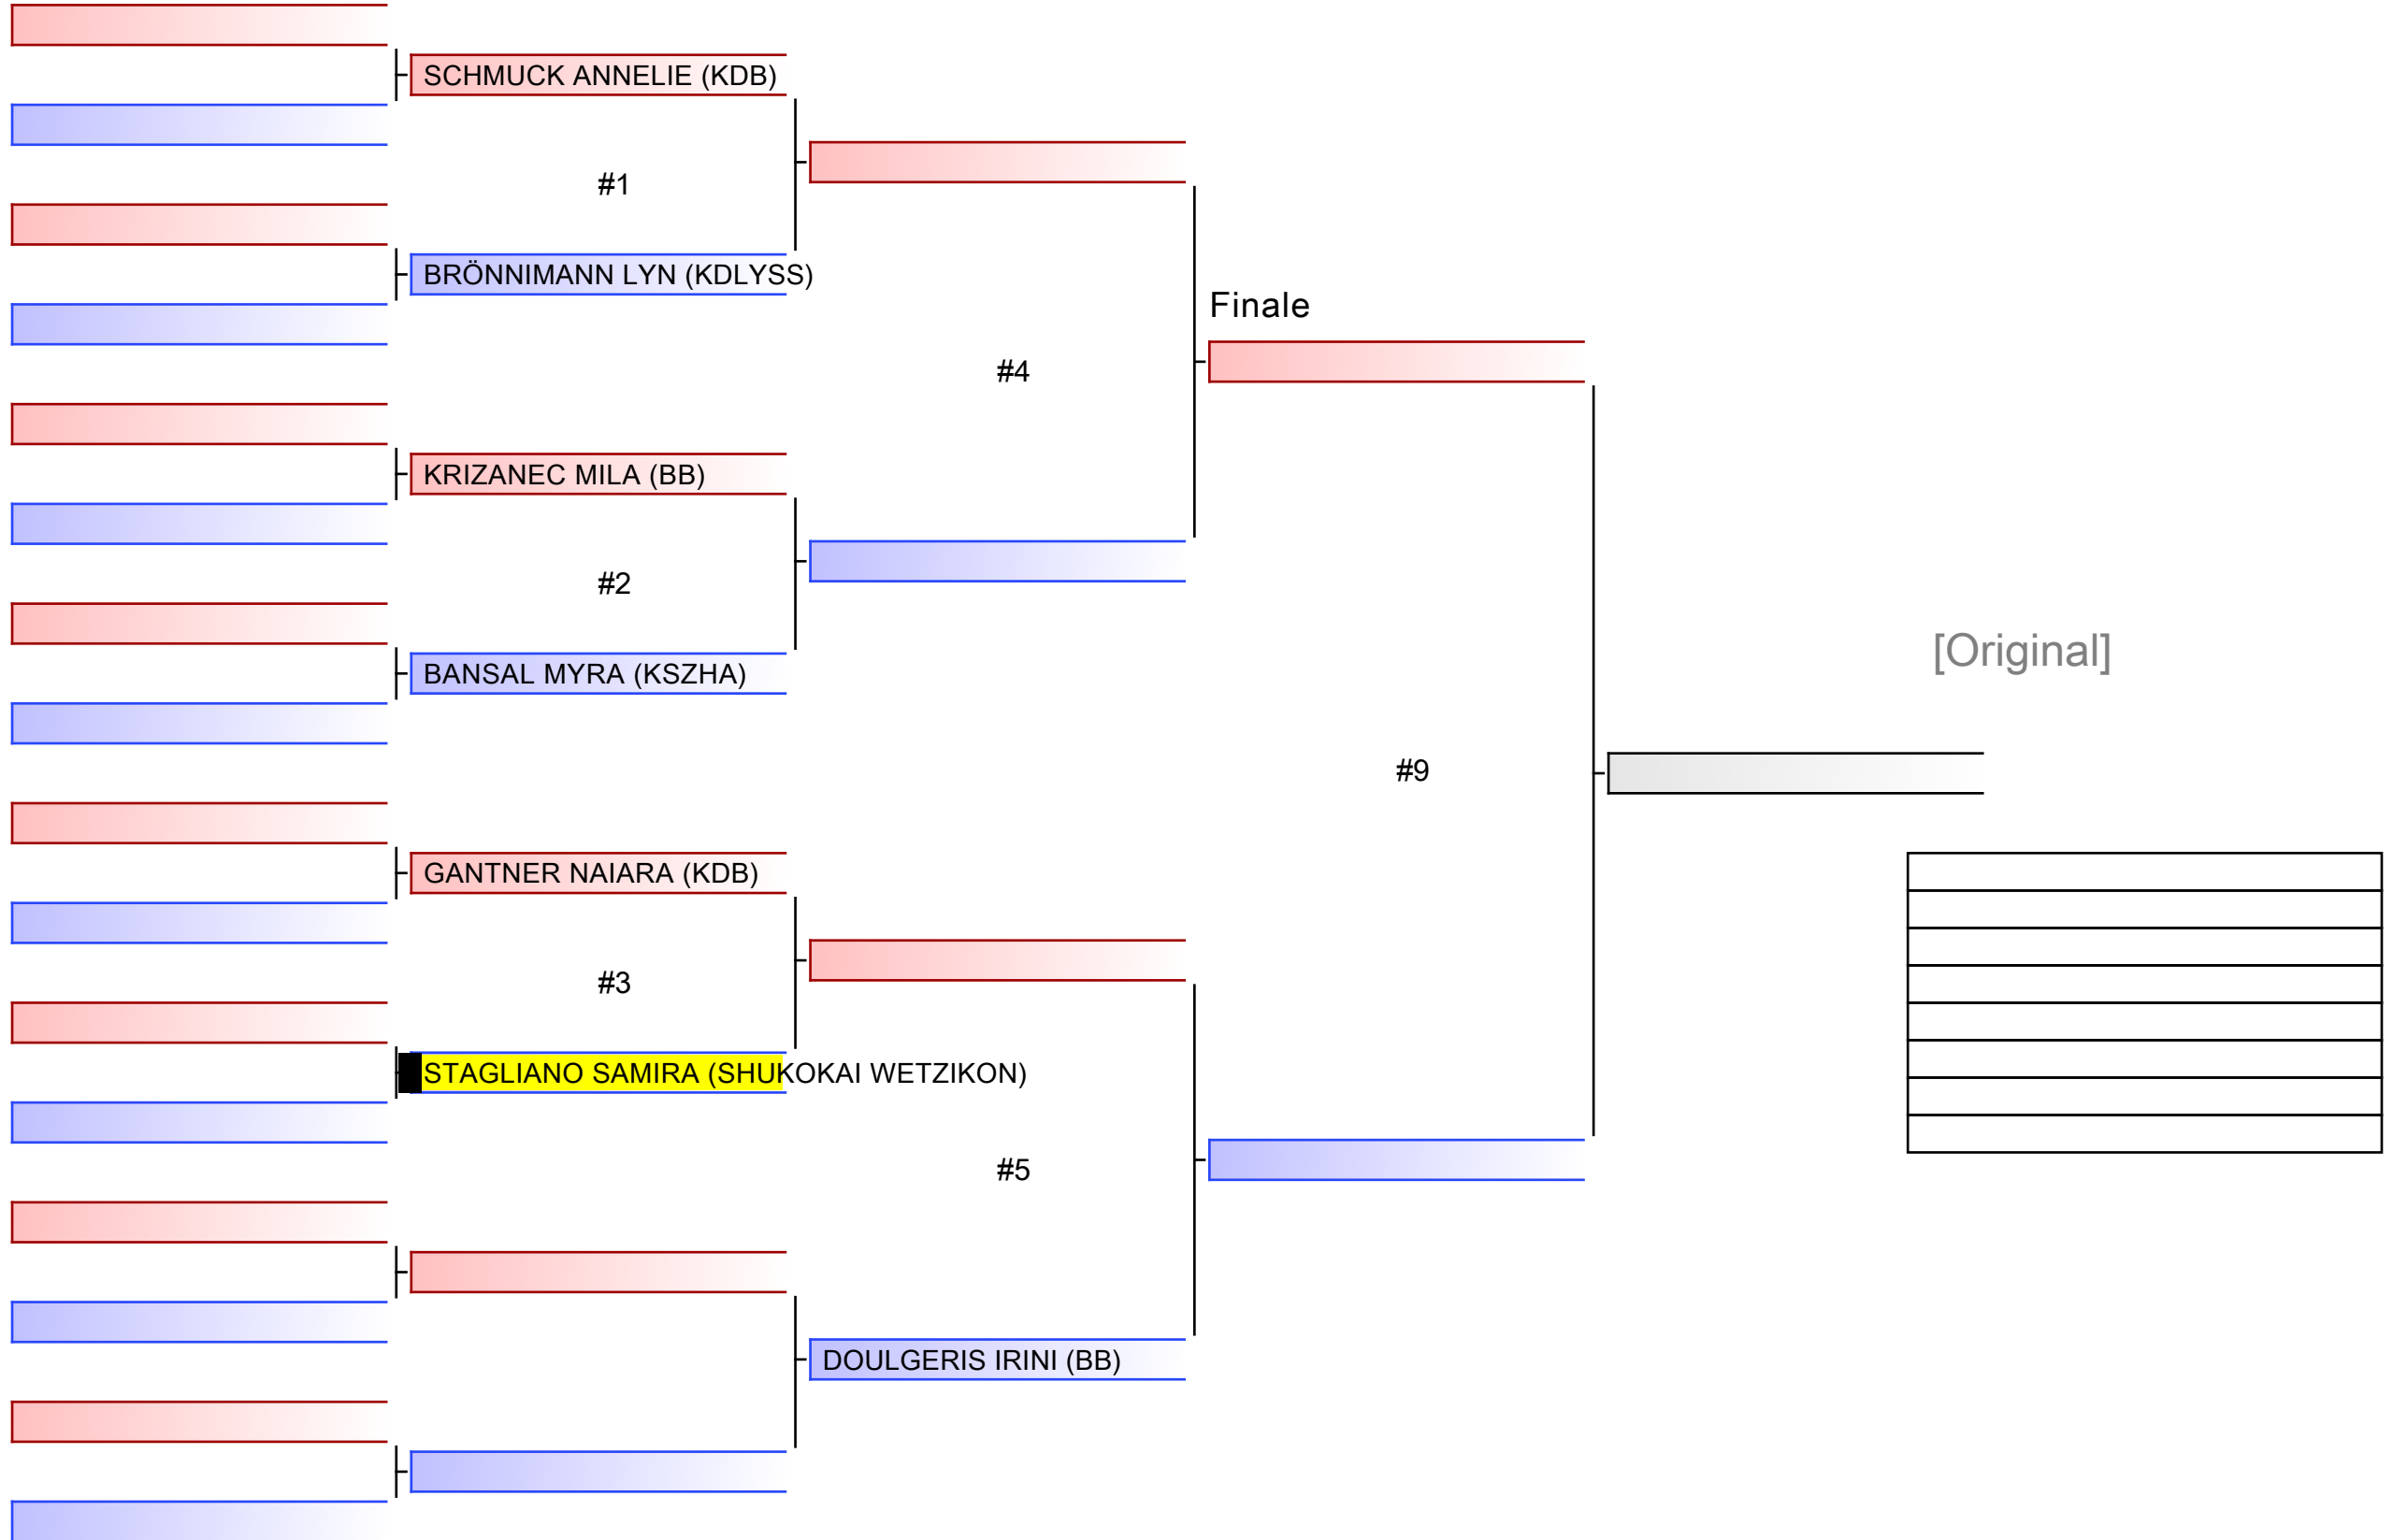 SCHMUCK ANNELIE (KDB)
#1
BRÖNNIMANN LYN (KDLYSS)
Finale
#4
KRIZANEC MILA (BB)
#2
BANSAL MYRA (KSZHA)
[Original]
#9
GANTNER NAIARA (KDB)
#3
STAGLIANO SAMIRA (SHUKOKAI WETZIKON)
#5
DOULGERIS IRINI (BB)